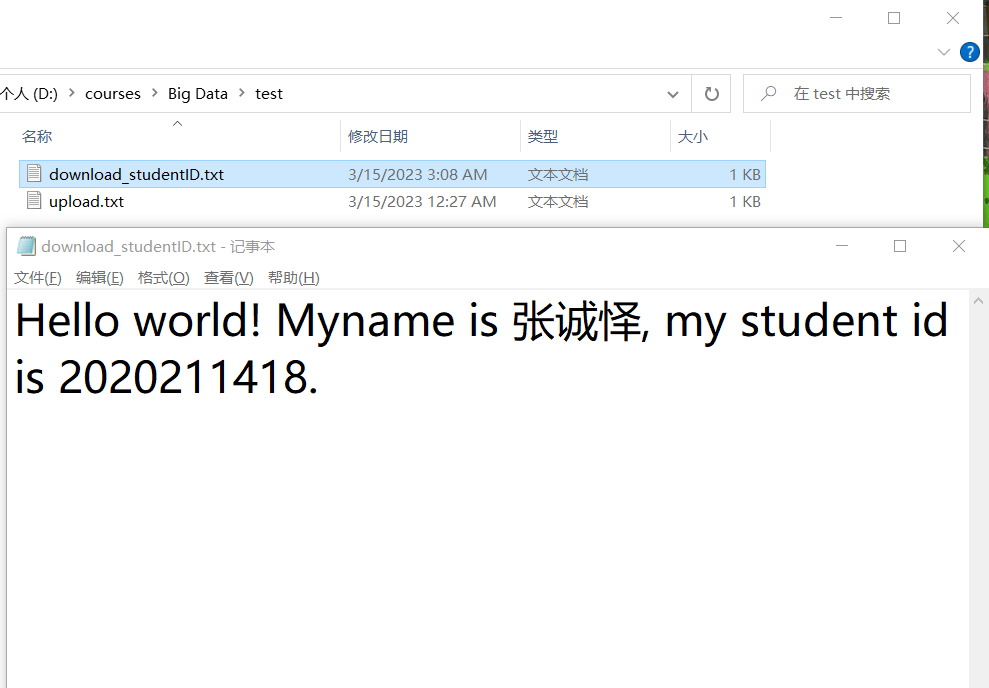 个人 (D:) > courses > Big Data > test
在 test 中搜索
名称 修改日期 类型 大小
download_studentID.txt 3/15/2023 3:08 AM 文本文档 1 KB
upload.txt 3/15/2023 12:27 AM 文本文档 1 KB
download_studentID.txt - 记事本
文件(F) 编辑(E) 格式(O) 查看(V) 帮助(H)
Hello world! Myname is 张诚怿, my student id
is 2020211418.